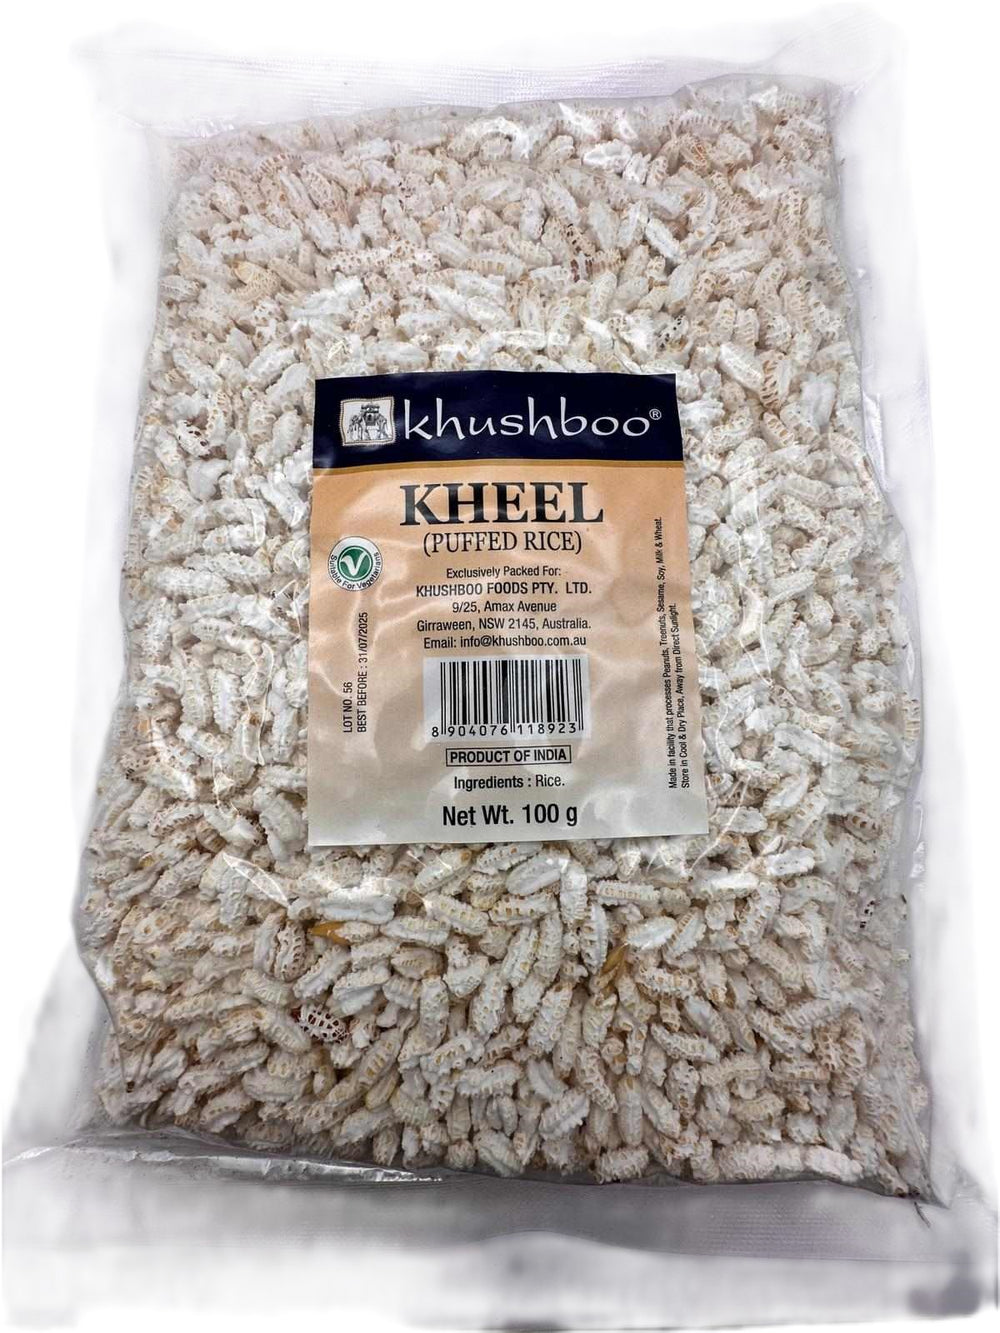 khushboo®
KHEEL
(PUFFED RICE)
Suitable For Vegetarians
V
Exclusively Packed For:
KHUSHBOO FOODS PTY. LTD.
9/25, Amax Avenue
Girraween, NSW 2145, Australia.
Email: info@khushboo.com.au
LOT NO. 56
BEST BEFORE : 31/07/2025
8 904076 118923
PRODUCT OF INDIA
Ingredients : Rice.
Net Wt. 100 g
Made in facility that processes Peanuts, Treenuts, Sesame, Soy, Milk & Wheat.
Store in Cool & Dry Place, Away from Direct Sunlight.